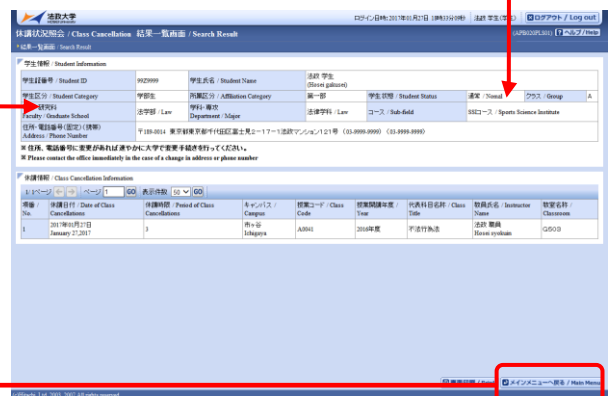 法政大学
ログイン日時:2017年01月27日 18時33分08秒 法政 学生(学生) ログアウト / Log out
休講状況照会 / Class Cancellation 結果一覧画面 / Search Result
ヘルプ/Help
結果一覧画面 / Search Result
学生情報 / Student Information
学生証番号 / Student ID 99Z9999 学生氏名 / Student Name 法政 学生 (Hosei gakusei)
学生区分 / Student Category 学部生 所属区分 / Affiliation Category 第一部 学生状態 / Student Status 通常 / Nomal クラス / Group A
研究科 Faculty / Graduate School 法学部 / Law 学科・専攻 Department / Major 法律学科 / Law コース / Sub-field SSIコース / Sports Science Institute
住所・電話番号(固定)(携帯) Address / Phone Number 東京都東京都千代田区富士見2-17-1法政マンション121号 (03-9999-9999) (03-9999-9999)
※ 住所、電話番号に変更があれば速やかに大学で変更手続きを行ってください。
※ Please contact the office immediately in the case of a change in address or phone number
休講情報 / Class Cancellation Information
1/1ページ ページ 1 GO 表示件数 50 GO
項番 / No. 休講日付 / Date of Class Cancellations 休講時限 / Period of Class Cancellations キャンパス / Campus 授業コード / Class Code 授業開講年度 / Year 代表科目名称 / Class Title 教員氏名 / Instructor Name 教室名称 / Classroom
1 2017年01月27日 January 27,2017 3 市ヶ谷 Ichigaya 2016年度 不法行為法 法政 職員 Hosei syokuin
メインメニューへ戻る / Main Menu